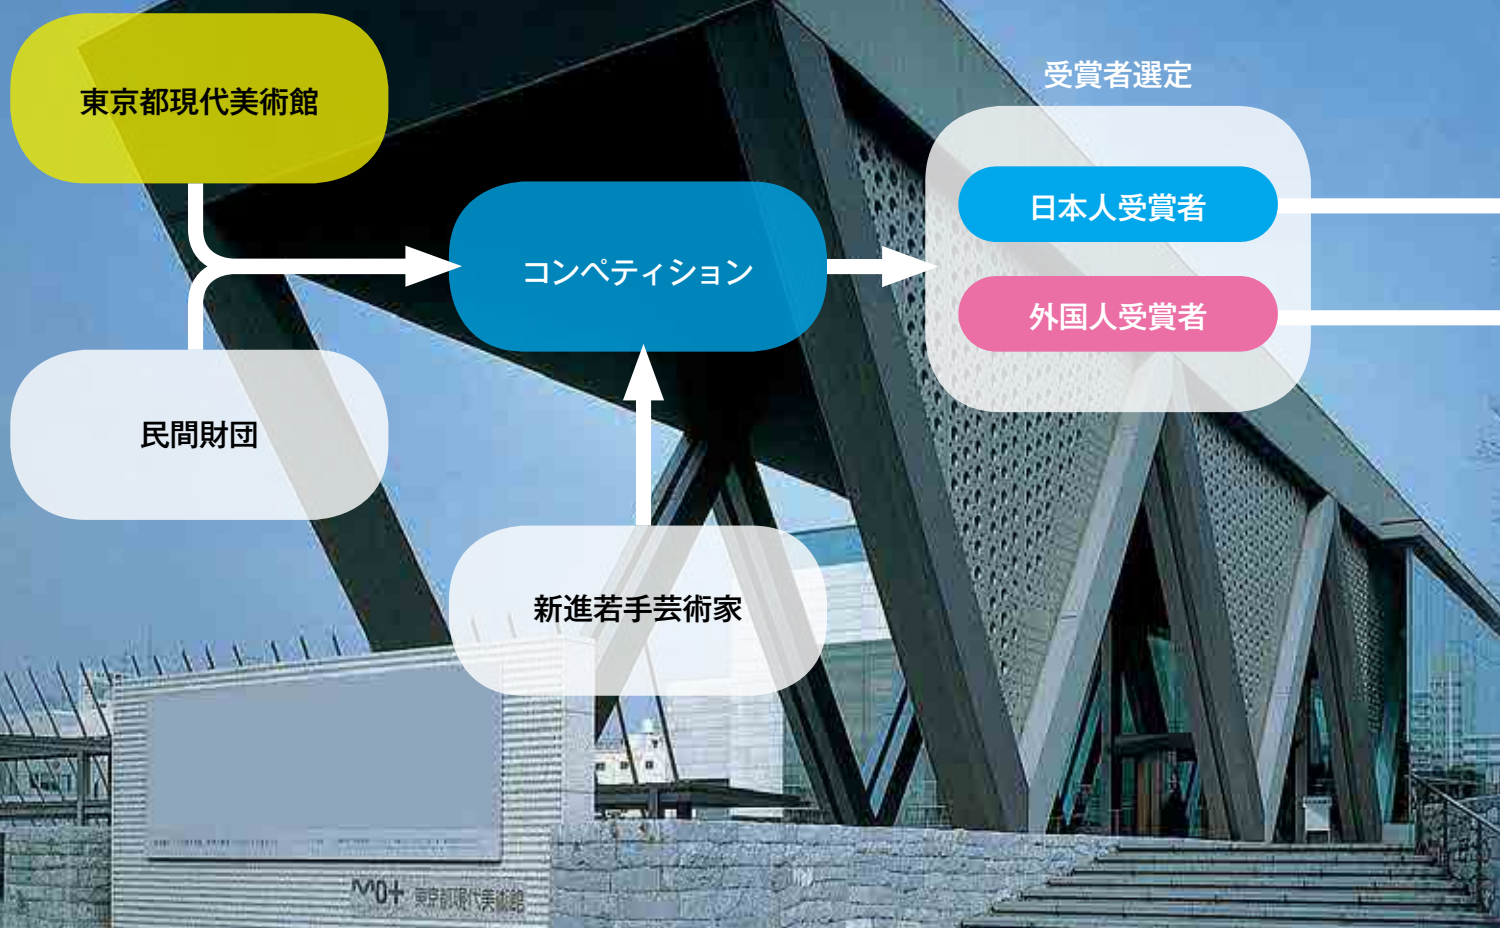 東京都現代美術館
受賞者選定
日本人受賞者
コンペティション
外国人受賞者
民間財団
新進若手芸術家
MOT 東京都現代美術館